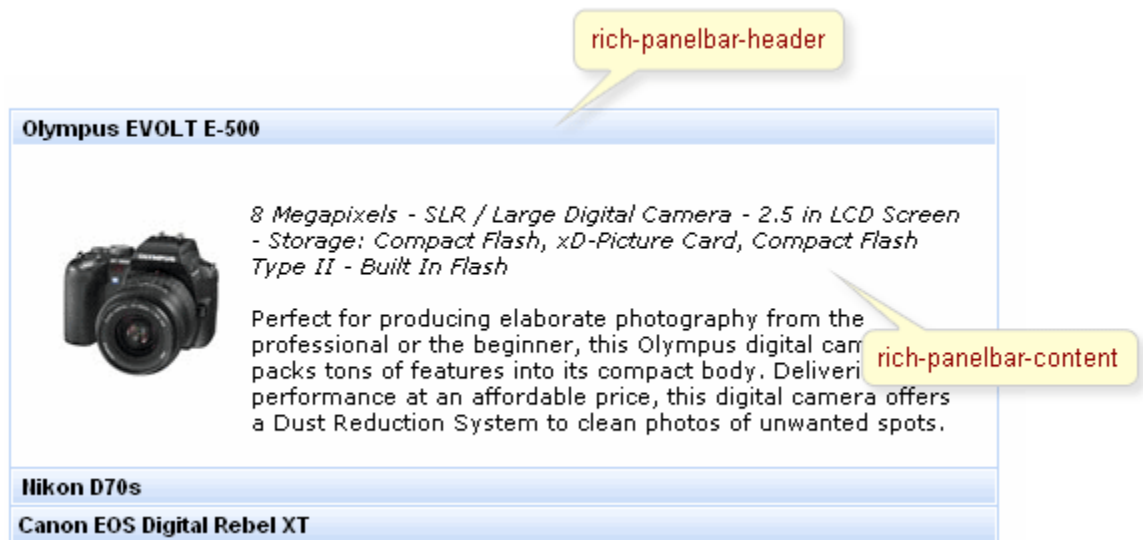 rich-panelbar-header
Olympus EVOLT E-500
8 Megapixels - SLR / Large Digital Camera - 2.5 in LCD Screen
- Storage: Compact Flash, xD-Picture Card, Compact Flash
Type II - Built In Flash
Perfect for producing elaborate photography from the
professional or the beginner, this Olympus digital
packs tons of features into its compact body.
rich-panelbar-content
performance at an affordable price, this digital camera offers
a Dust Reduction System to clean photos of unwanted spots.
Nikon D70s
Canon EOS Digital Rebel XT